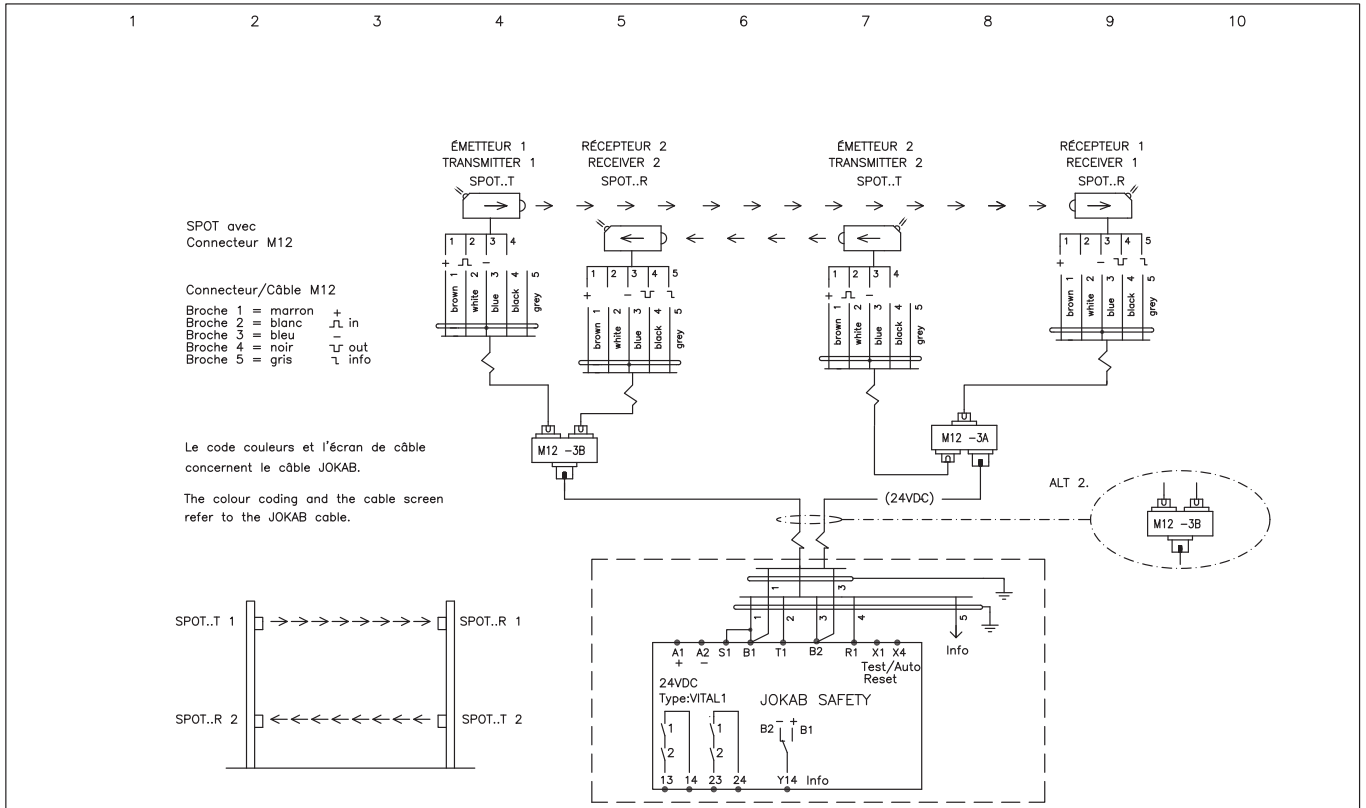 1 2 3 4 5 6 7 8 9 10
ÉMETTEUR 1
TRANSMITTER 1
SPOT..T
RÉCEPTEUR 2
RECEIVER 2
SPOT..R
ÉMETTEUR 2
TRANSMITTER 2
SPOT..T
RÉCEPTEUR 1
RECEIVER 1
SPOT..R
SPOT avec
Connecteur M12
Connecteur/Câble M12
Broche 1 = marron +
Broche 2 = blanc in
Broche 3 = bleu –
Broche 4 = noir out
Broche 5 = gris info
1 2 3 4
+ –
brown 1
white 2
blue 3
black 4
grey 5
1 2 3 4 5
+ –
brown 1
white 2
blue 3
black 4
grey 5
1 2 3 4
+ –
brown 1
white 2
blue 3
black 4
grey 5
1 2 3 4 5
+ –
brown 1
white 2
blue 3
black 4
grey 5
M12 -3B
M12 -3A
Le code couleurs et l'écran de câble
concernent le câble JOKAB.
The colour coding and the cable screen
refer to the JOKAB cable.
(24VDC)
ALT 2.
M12 -3B
1 3
1 2 3 4 5
SPOT..T 1
SPOT..R 1
SPOT..R 2
SPOT..T 2
A1 A2 S1 B1 T1 B2 R1 X1 X4
+ –
Info
Test/Auto
Reset
24VDC
Type:VITAL1
JOKAB SAFETY
B2 – + B1
1 1
2 2
13 14 23 24 Y14 Info